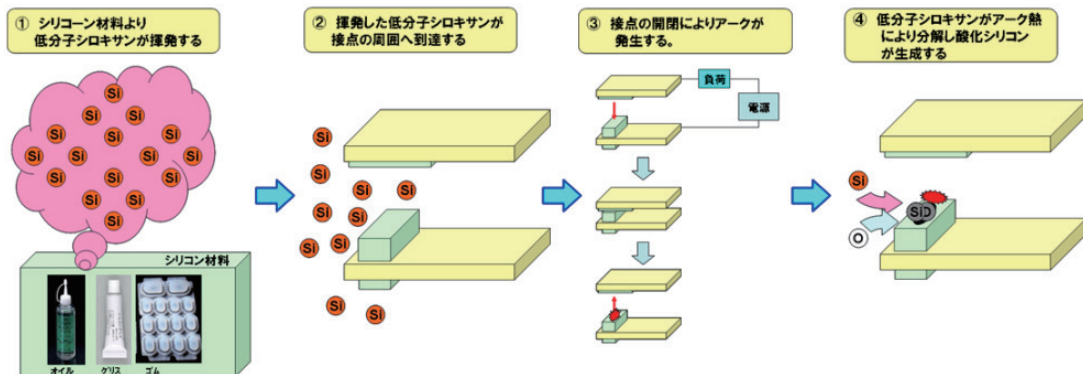 ① シリコーン材料より
低分子シロキサンが揮発する
② 揮発した低分子シロキサンが
接点の周囲へ到達する
③ 接点の開閉によりアークが
発生する。
④ 低分子シロキサンがアーク熱
により分解し酸化シリコン
が生成する
Si
Si Si
Si Si Si
Si Si Si Si
Si Si Si
Si Si
Si
シリコン材料
オイル グリス ゴム
Si
Si
Si Si Si
Si Si
Si Si
Si Si
負荷
電源
Si
SiO
O